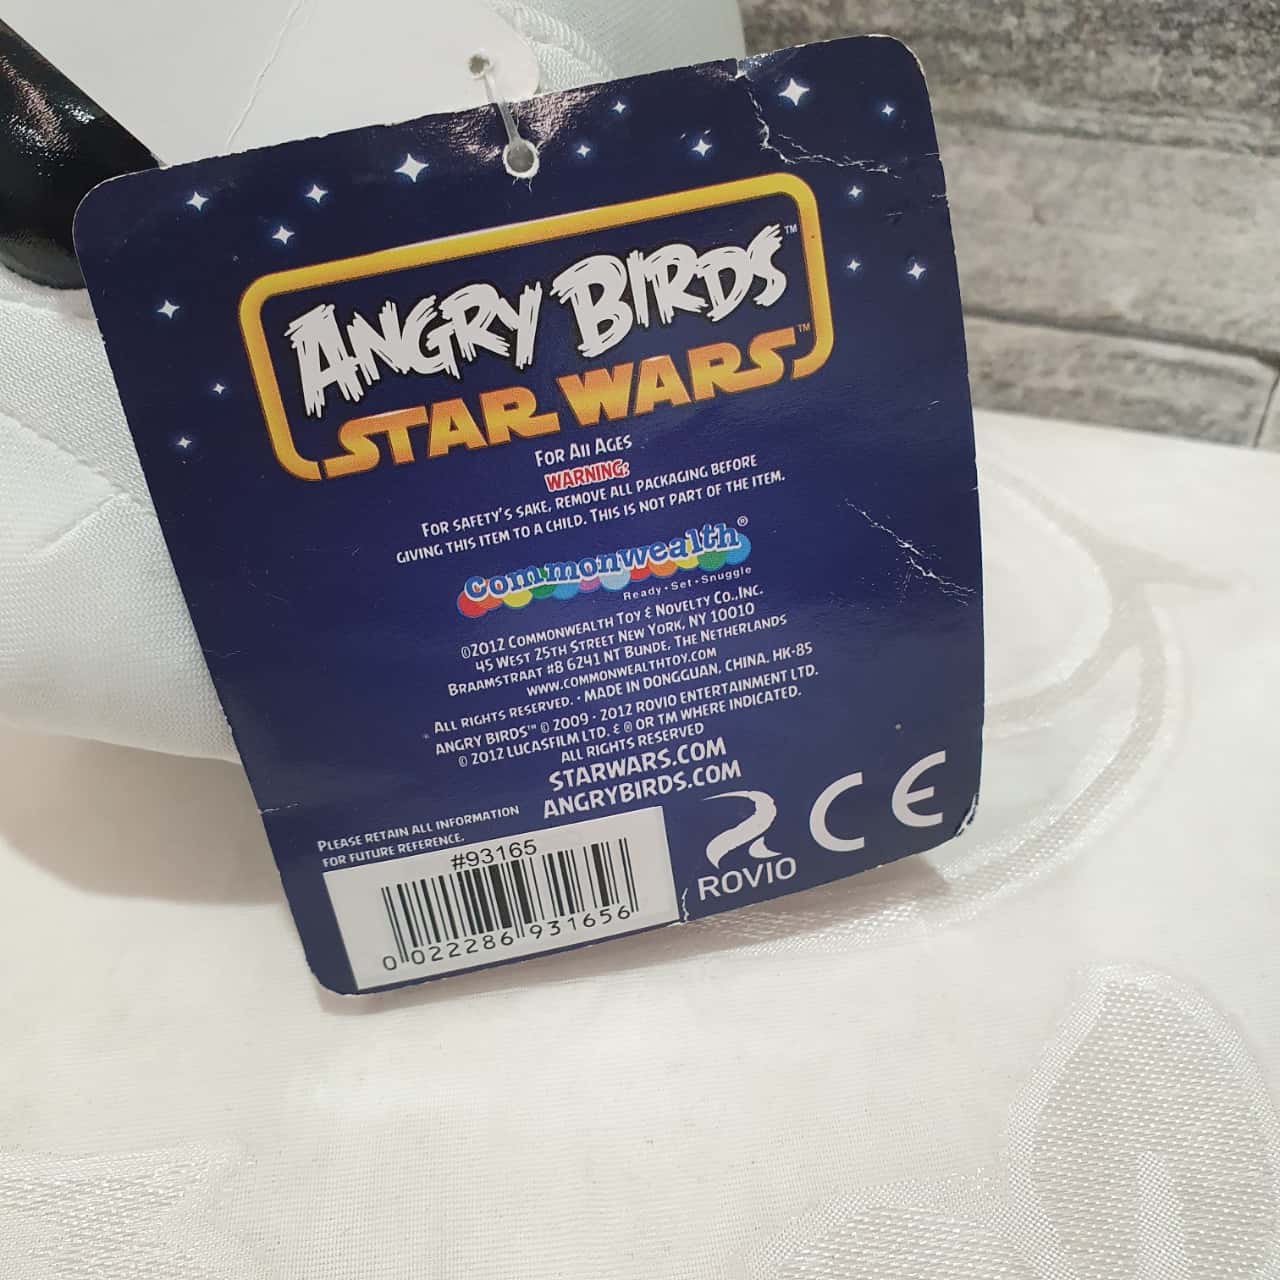 ANGRY BIRDS™
STAR WARS™
FOR All AGES
WARNING:
FOR SAFETY'S SAKE, REMOVE ALL PACKAGING BEFORE
GIVING THIS ITEM TO A CHILD. THIS IS NOT PART OF THE ITEM.
Commonwealth®
Ready • Set • Snuggle
©2012 COMMONWEALTH TOY & NOVELTY CO.,INC.
45 WEST 25TH STREET NEW YORK, NY 10010
BRAAMSTRAAT #8 6241 NT BUNDE, THE NETHERLANDS
WWW.COMMONWEALTHTOY.COM
ALL RIGHTS RESERVED. • MADE IN DONGGUAN, CHINA. HK-85
ANGRY BIRDS™ © 2009 - 2012 ROVIO ENTERTAINMENT LTD.
© 2012 LUCASFILM LTD. & ® OR TM WHERE INDICATED.
ALL RIGHTS RESERVED
STARWARS.COM
ANGRYBIRDS.COM
PLEASE RETAIN ALL INFORMATION
FOR FUTURE REFERENCE.
#93165
0 022286 931656
ROVIO
CE